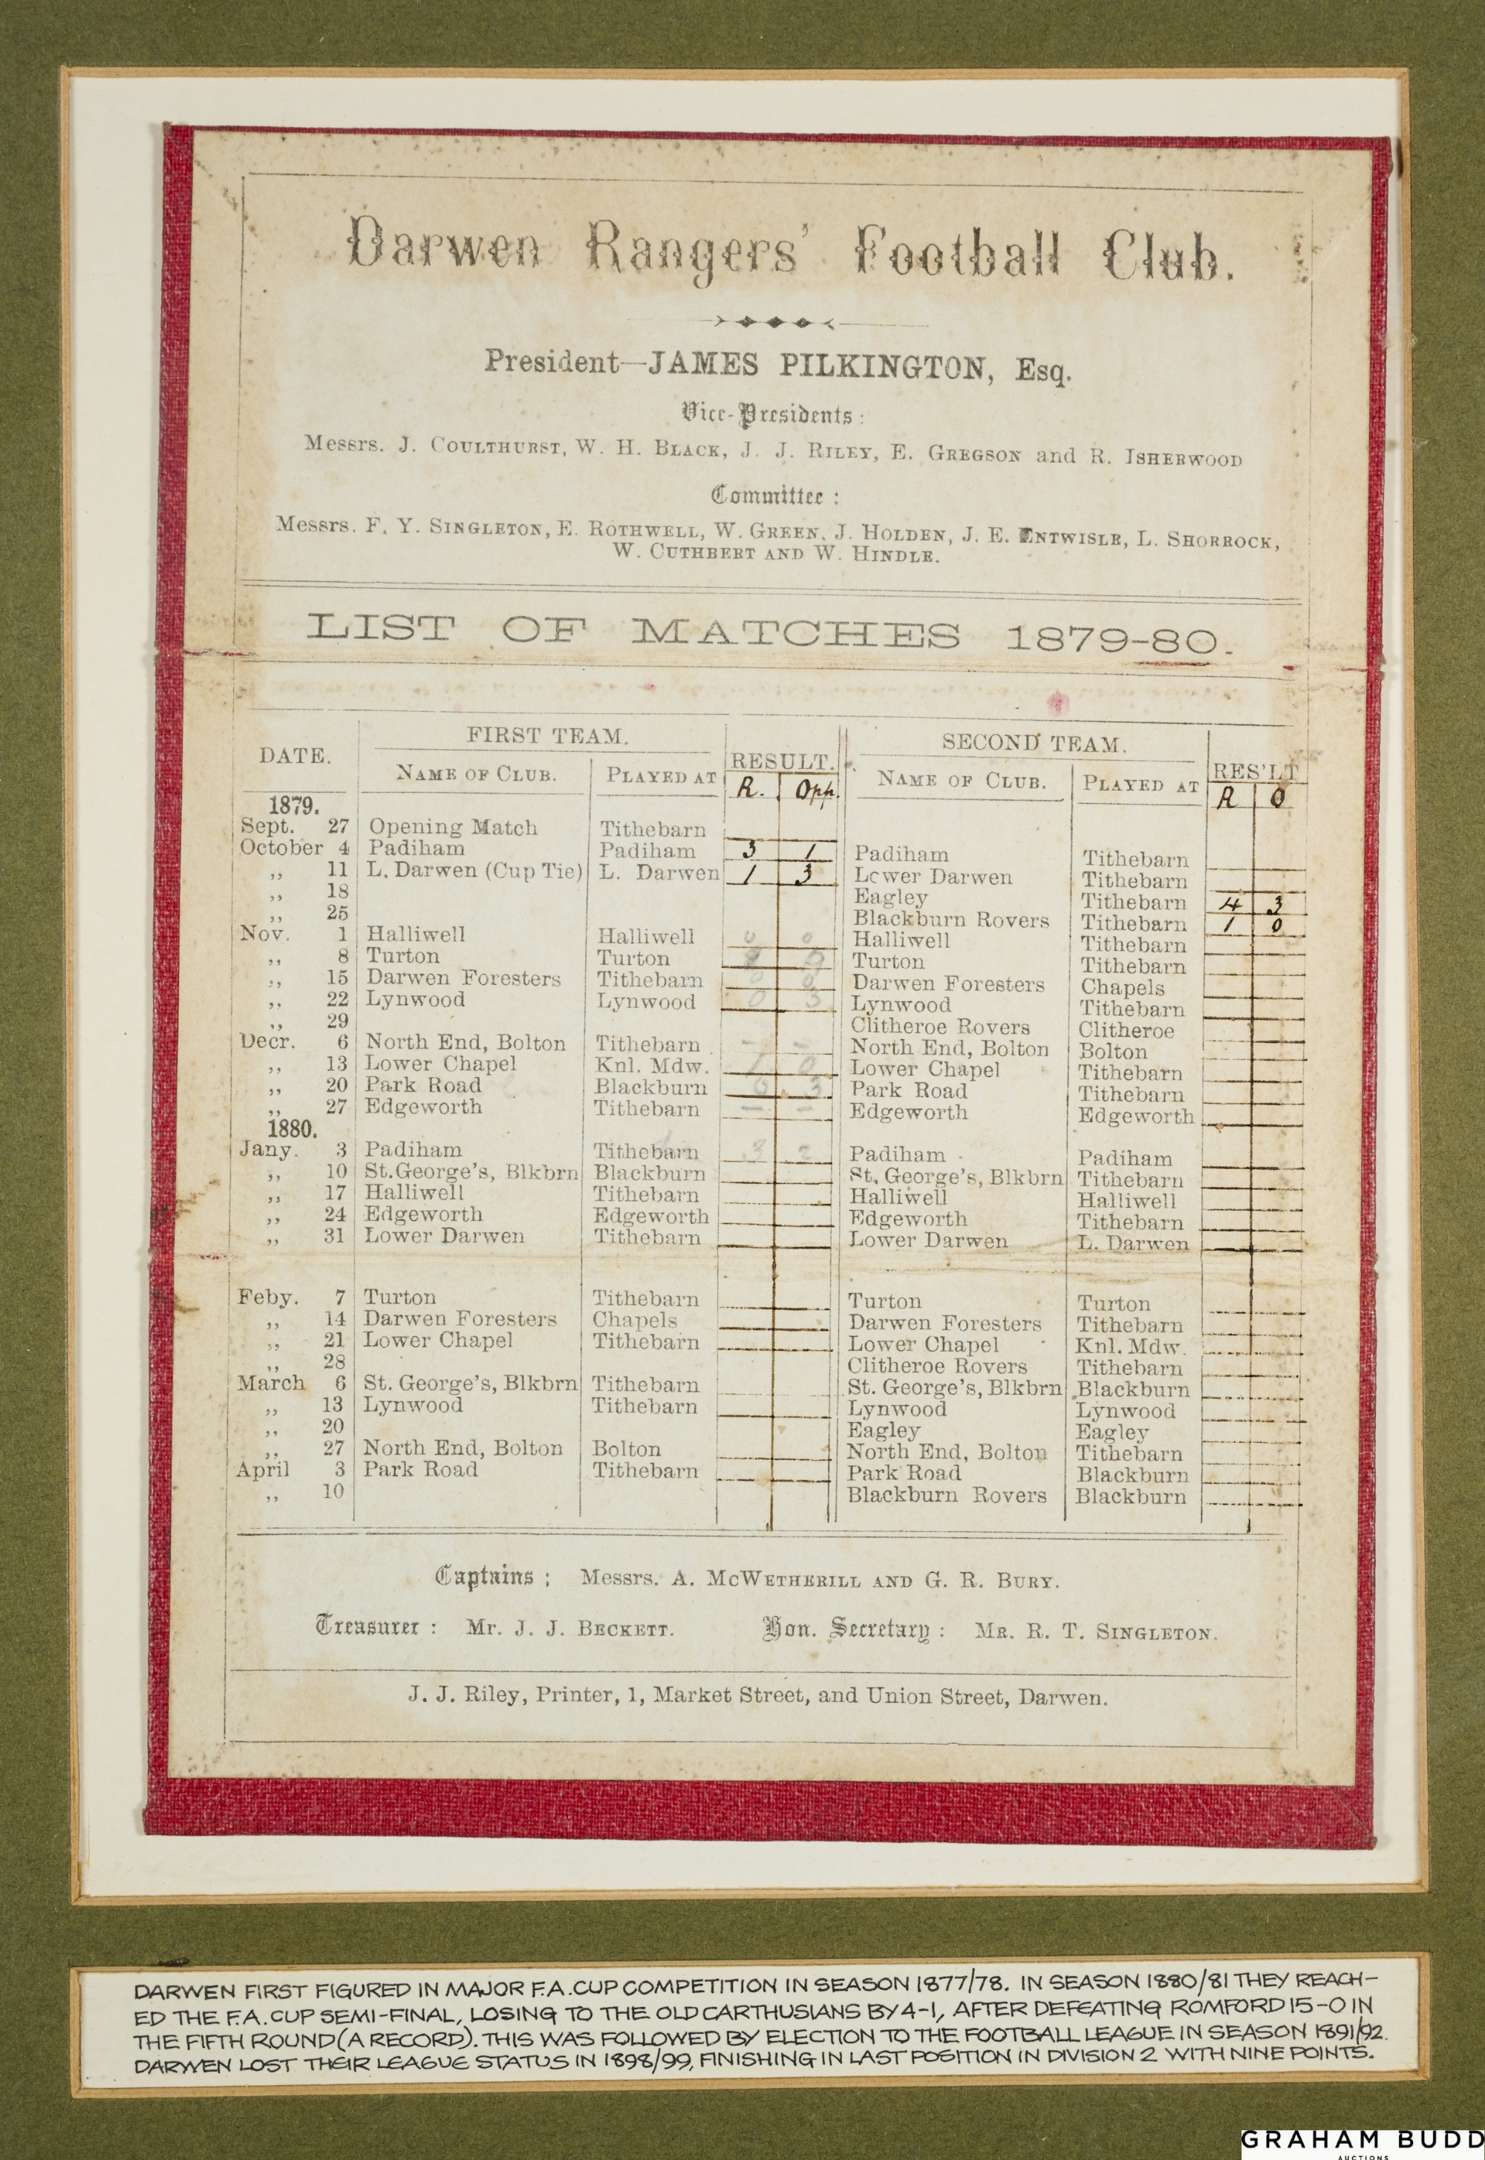 Darwen Rangers' Football Club.
President—JAMES PILKINGTON, Esq.
Vice-Presidents:
Messrs. J. COULTHURST, W. H. BLACK, J. J. RILEY, E. GREGSON and R. ISHERWOOD
Committee:
Messrs. F. Y. SINGLETON, E. ROTHWELL, W. GREEN, J. HOLDEN, J. E. ENTWISLE, L. SHORROCK,
W. CUTHBERT AND W. HINDLE.
LIST OF MATCHES 1879-80.
DATE. FIRST TEAM. RESULT. SECOND TEAM. RES'LT
NAME OF CLUB. PLAYED AT R. Opp. NAME OF CLUB. PLAYED AT R O
1879.
Sept. 27 Opening Match Tithebarn
October 4 Padiham Padiham 3 1 Padiham Tithebarn
„ 11 L. Darwen (Cup Tie) L. Darwen 1 3 Lower Darwen Tithebarn
„ 18 Eagley Tithebarn 4 3
„ 25 Blackburn Rovers Tithebarn 1 0
Nov. 1 Halliwell Halliwell 0 0 Halliwell Tithebarn
„ 8 Turton Turton Turton Tithebarn
„ 15 Darwen Foresters Tithebarn Darwen Foresters Chapels
„ 22 Lynwood Lynwood 0 3 Lynwood Tithebarn
„ 29 Clitheroe Rovers Clitheroe
Decr. 6 North End, Bolton Tithebarn – – North End, Bolton Bolton
„ 13 Lower Chapel Knl. Mdw. 1 0 Lower Chapel Tithebarn
„ 20 Park Road Blackburn 0 3 Park Road Tithebarn
„ 27 Edgeworth Tithebarn – – Edgeworth Edgeworth
1880.
Jany. 3 Padiham Tithebarn 3 2 Padiham Padiham
„ 10 St.George's, Blkbrn Blackburn St. George's, Blkbrn Tithebarn
„ 17 Halliwell Tithebarn Halliwell Halliwell
„ 24 Edgeworth Edgeworth Edgeworth Tithebarn
„ 31 Lower Darwen Tithebarn Lower Darwen L. Darwen
Feby. 7 Turton Tithebarn Turton Turton
„ 14 Darwen Foresters Chapels Darwen Foresters Tithebarn
„ 21 Lower Chapel Tithebarn Lower Chapel Knl. Mdw.
„ 28 Clitheroe Rovers Tithebarn
March 6 St. George's, Blkbrn Tithebarn St. George's, Blkbrn Blackburn
„ 13 Lynwood Tithebarn Lynwood Lynwood
„ 20 Eagley Eagley
„ 27 North End, Bolton Bolton North End, Bolton Tithebarn
April 3 Park Road Tithebarn Park Road Blackburn
„ 10 Blackburn Rovers Blackburn
Captains: Messrs. A. MCWETHERILL AND G. R. BURY.
Treasurer: Mr. J. J. BECKETT. Hon. Secretary: MR. R. T. SINGLETON.
J. J. Riley, Printer, 1, Market Street, and Union Street, Darwen.
DARWEN FIRST FIGURED IN MAJOR F.A. CUP COMPETITION IN SEASON 1877/78. IN SEASON 1880/81 THEY REACH-
ED THE F.A. CUP SEMI-FINAL, LOSING TO THE OLD CARTHUSIANS BY 4-1, AFTER DEFEATING ROMFORD 15-0 IN
THE FIFTH ROUND (A RECORD). THIS WAS FOLLOWED BY ELECTION TO THE FOOTBALL LEAGUE IN SEASON 1891/92.
DARWEN LOST THEIR LEAGUE STATUS IN 1898/99, FINISHING IN LAST POSITION IN DIVISION 2 WITH NINE POINTS.
GRAHAM BUDD
AUCTIONS